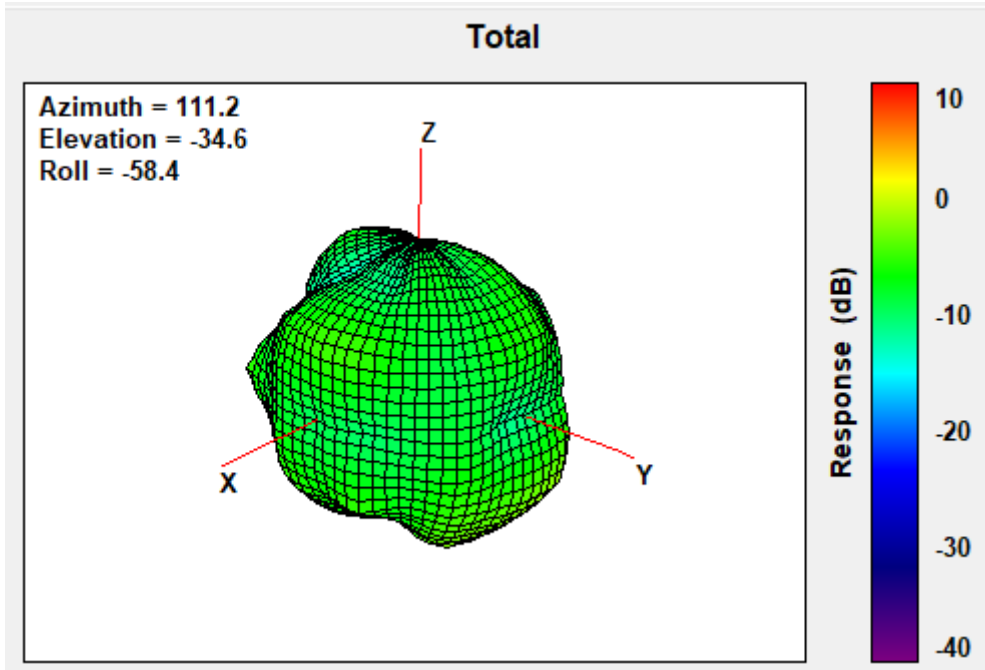 Total
Azimuth = 111.2
Elevation = -34.6
Roll = -58.4
Z
X
Y
Response (dB)
10
0
-10
-20
-30
-40